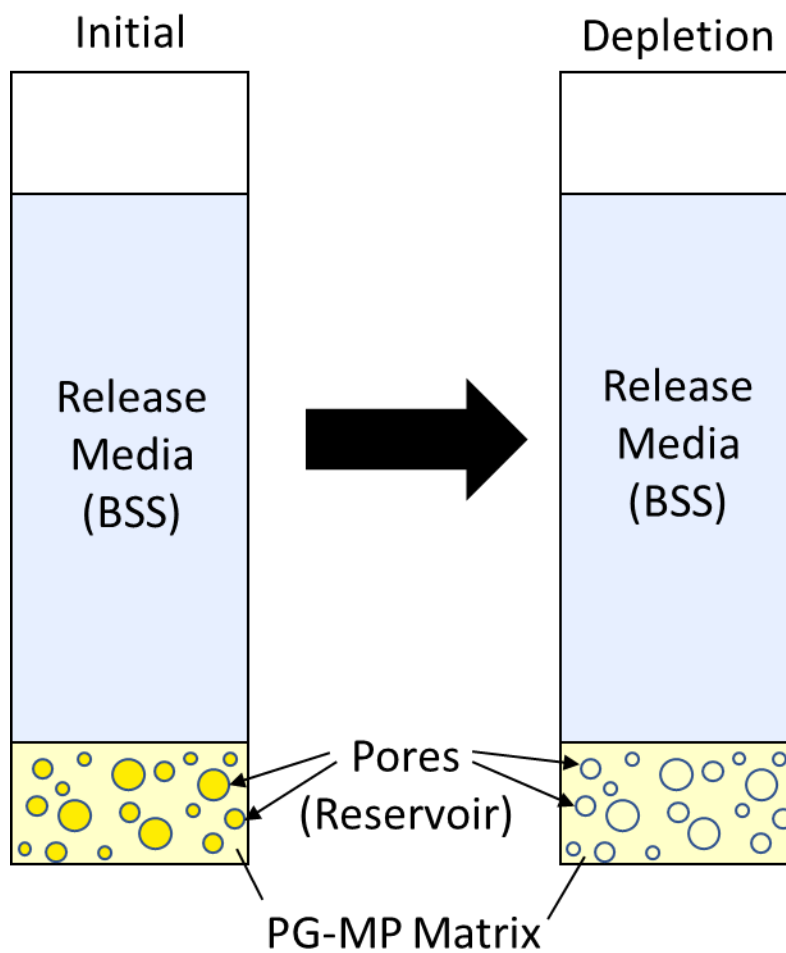 Initial
Depletion
Release
Media
(BSS)
Release
Media
(BSS)
Pores
(Reservoir)
PG-MP Matrix